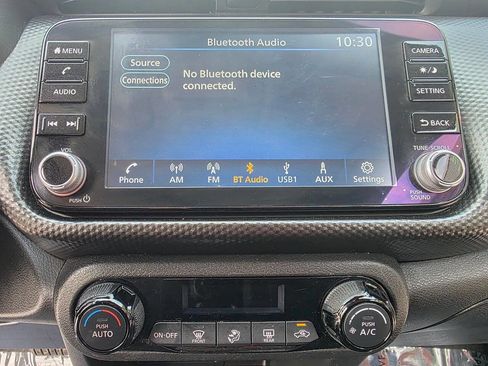 Bluetooth Audio 10:30
MENU
Source
No Bluetooth device
connected.
Connections
AUDIO
CAMERA
SETTING
BACK
VOL
PUSH
TUNE·SCROLL
PUSH
SOUND
Phone AM FM BT Audio USB1 AUX Settings
PUSH
AUTO
ON·OFF
FRONT
REAR
PUSH
A/C